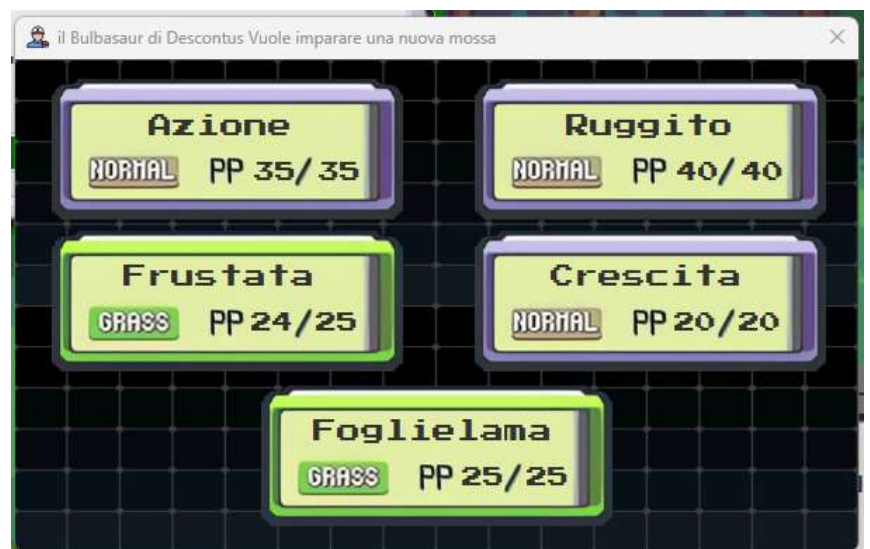 il Bulbasaur di Descontus Vuole imparare una nuova mossa
Azione
NORMAL PP 35/35
Ruggito
NORMAL PP 40/40
Frustata
GRASS PP 24/25
Crescita
NORMAL PP 20/20
Foglielama
GRASS PP 25/25